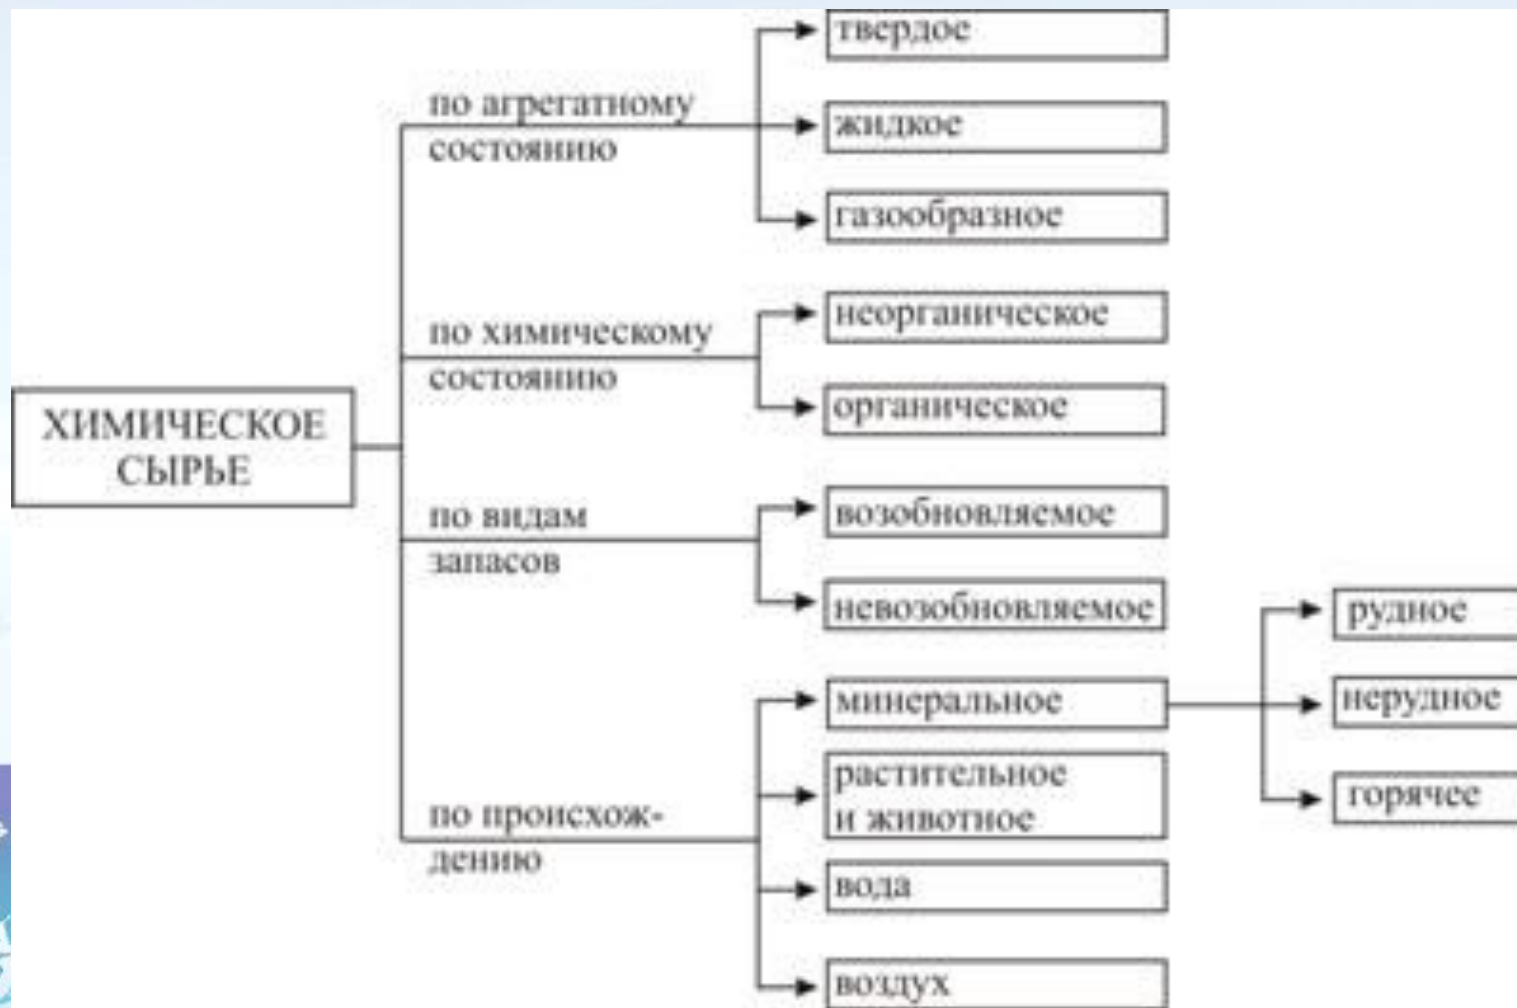 ХИМИЧЕСКОЕ
СЫРЬЕ
по агрегатному
состоянию
твердое
жидкое
газообразное
по химическому
состоянию
неорганическое
органическое
по видам
запасов
возобновляемое
невозобновляемое
по происхож-
дению
минеральное
рудное
нерудное
горячее
растительное
и животное
вода
воздух